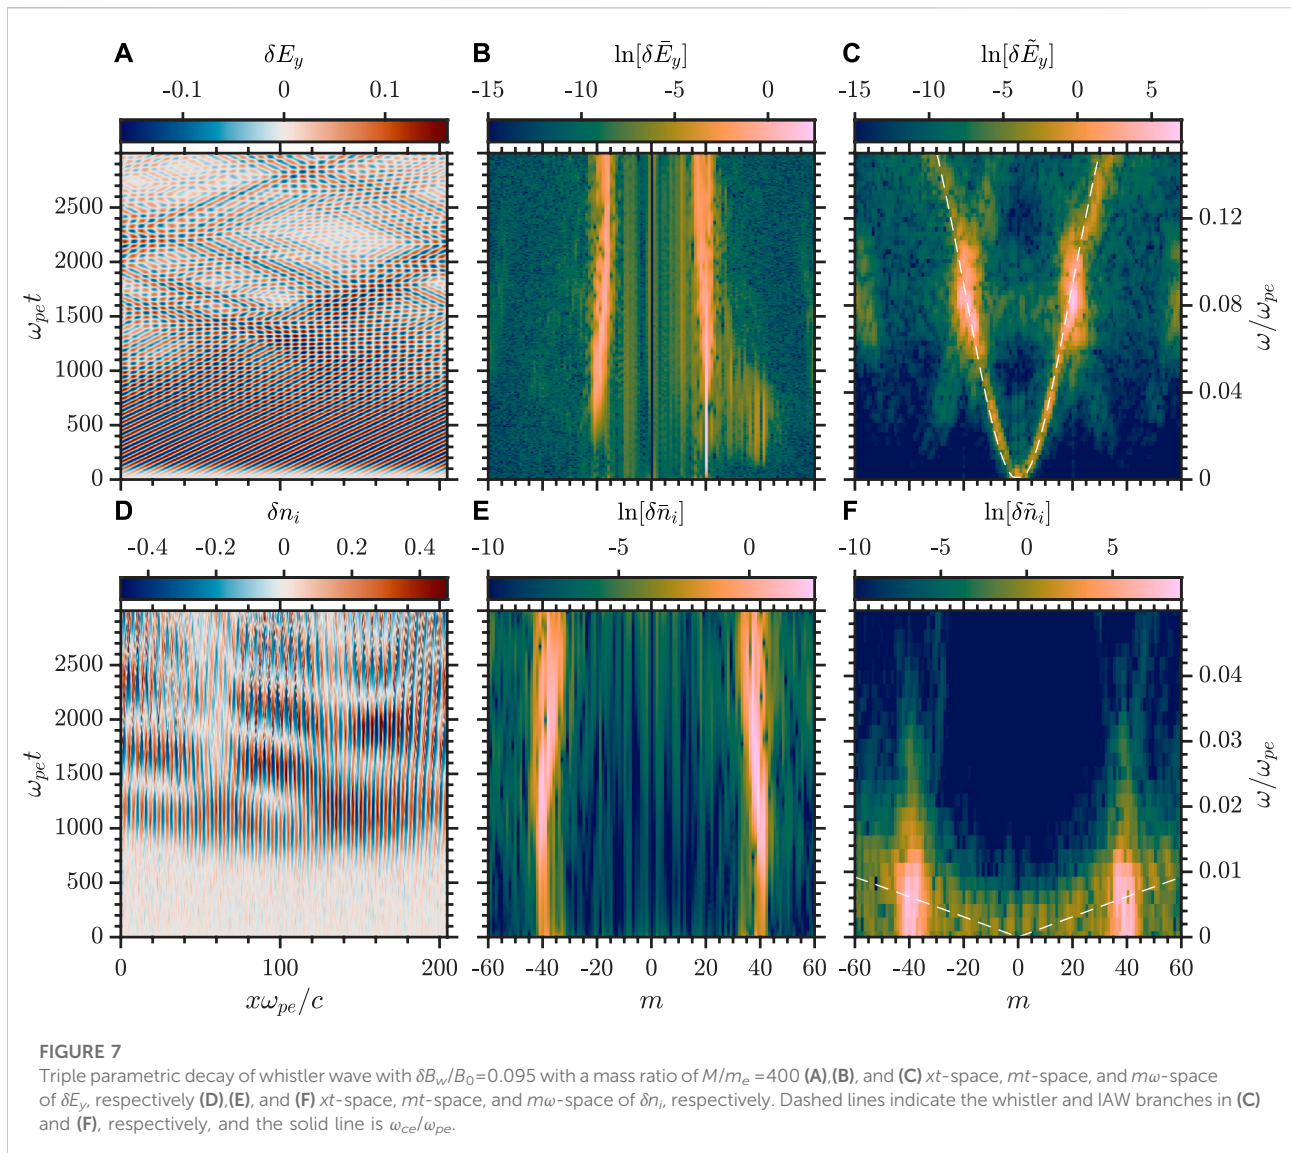 A
δE_y
B
ln[δĒ_y]
C
ln[δẼ_y]
-0.1 0 0.1
-15 -10 -5 0
-15 -10 -5 0 5
2500
2000
1500
1000
500
0
ω_pe t
0.12
0.08
0.04
0
ω/ω_pe
D
δn_i
E
ln[δn̄_i]
F
ln[δñ_i]
-0.4 -0.2 0 0.2 0.4
-10 -5 0
-10 -5 0 5
2500
2000
1500
1000
500
0
ω_pe t
0.04
0.03
0.02
0.01
0
ω/ω_pe
0 100 200
-60 -40 -20 0 20 40 60
-60 -40 -20 0 20 40 60
xω_pe/c
m
m
FIGURE 7
Triple parametric decay of whistler wave with δB_w/B_0=0.095 with a mass ratio of M/m_e =400 (A),(B), and (C) xt-space, mt-space, and mω-space
of δE_y, respectively (D),(E), and (F) xt-space, mt-space, and mω-space of δn_i, respectively. Dashed lines indicate the whistler and IAW branches in (C)
and (F), respectively, and the solid line is ω_ce/ω_pe.